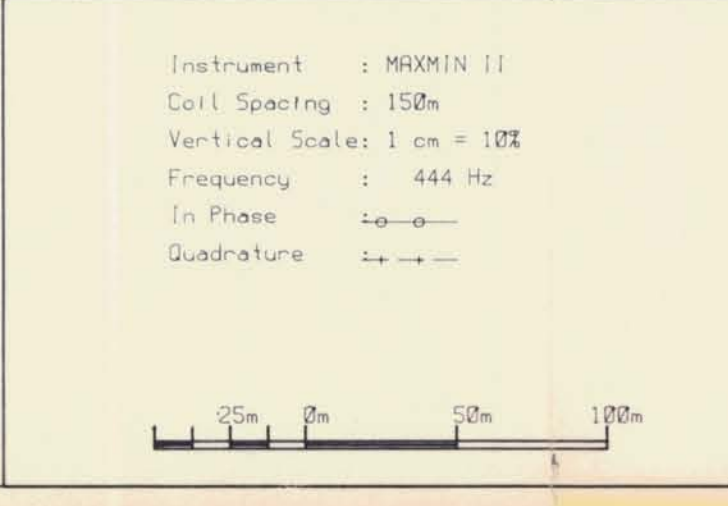 Instrument : MAXMIN II
Coil Spacing : 150m
Vertical Scale: 1 cm = 10%
Frequency : 444 Hz
In Phase :
Quadrature :
25m 0m 50m 100m